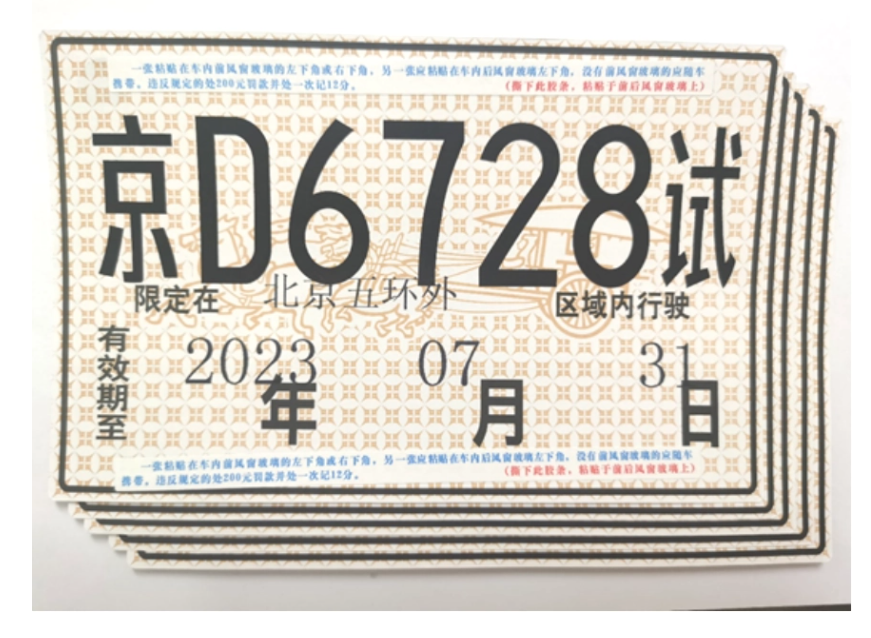 一张粘贴在车内前风窗玻璃的左下角或右下角，另一张应粘贴在车内后风窗玻璃左下角，没有前风窗玻璃的应随车
携带。违反规定的处200元罚款并处一次记12分。 （撕下此胶条，粘贴于前后风窗玻璃上）
京D6728试
限定在 北京五环外 区域内行驶
有效期至 2023年 07月 31日
一张粘贴在车内前风窗玻璃的左下角或右下角，另一张应粘贴在车内后风窗玻璃左下角，没有前风窗玻璃的应随车
携带。违反规定的处200元罚款并处一次记12分。 （撕下此胶条，粘贴于前后风窗玻璃上）